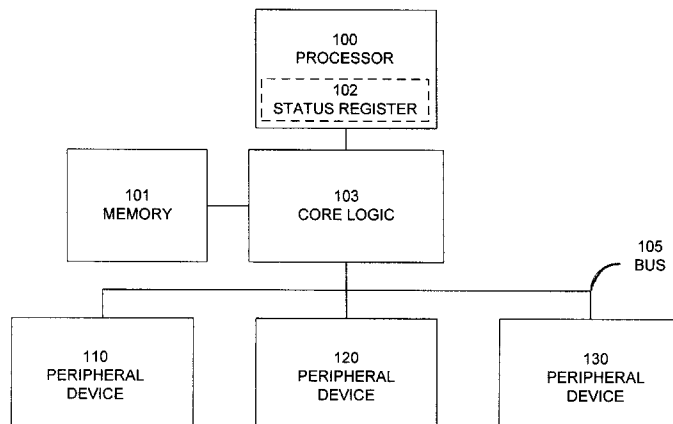 100
PROCESSOR
102
STATUS REGISTER
101
MEMORY
103
CORE LOGIC
105
BUS
110
PERIPHERAL
DEVICE
120
PERIPHERAL
DEVICE
130
PERIPHERAL
DEVICE